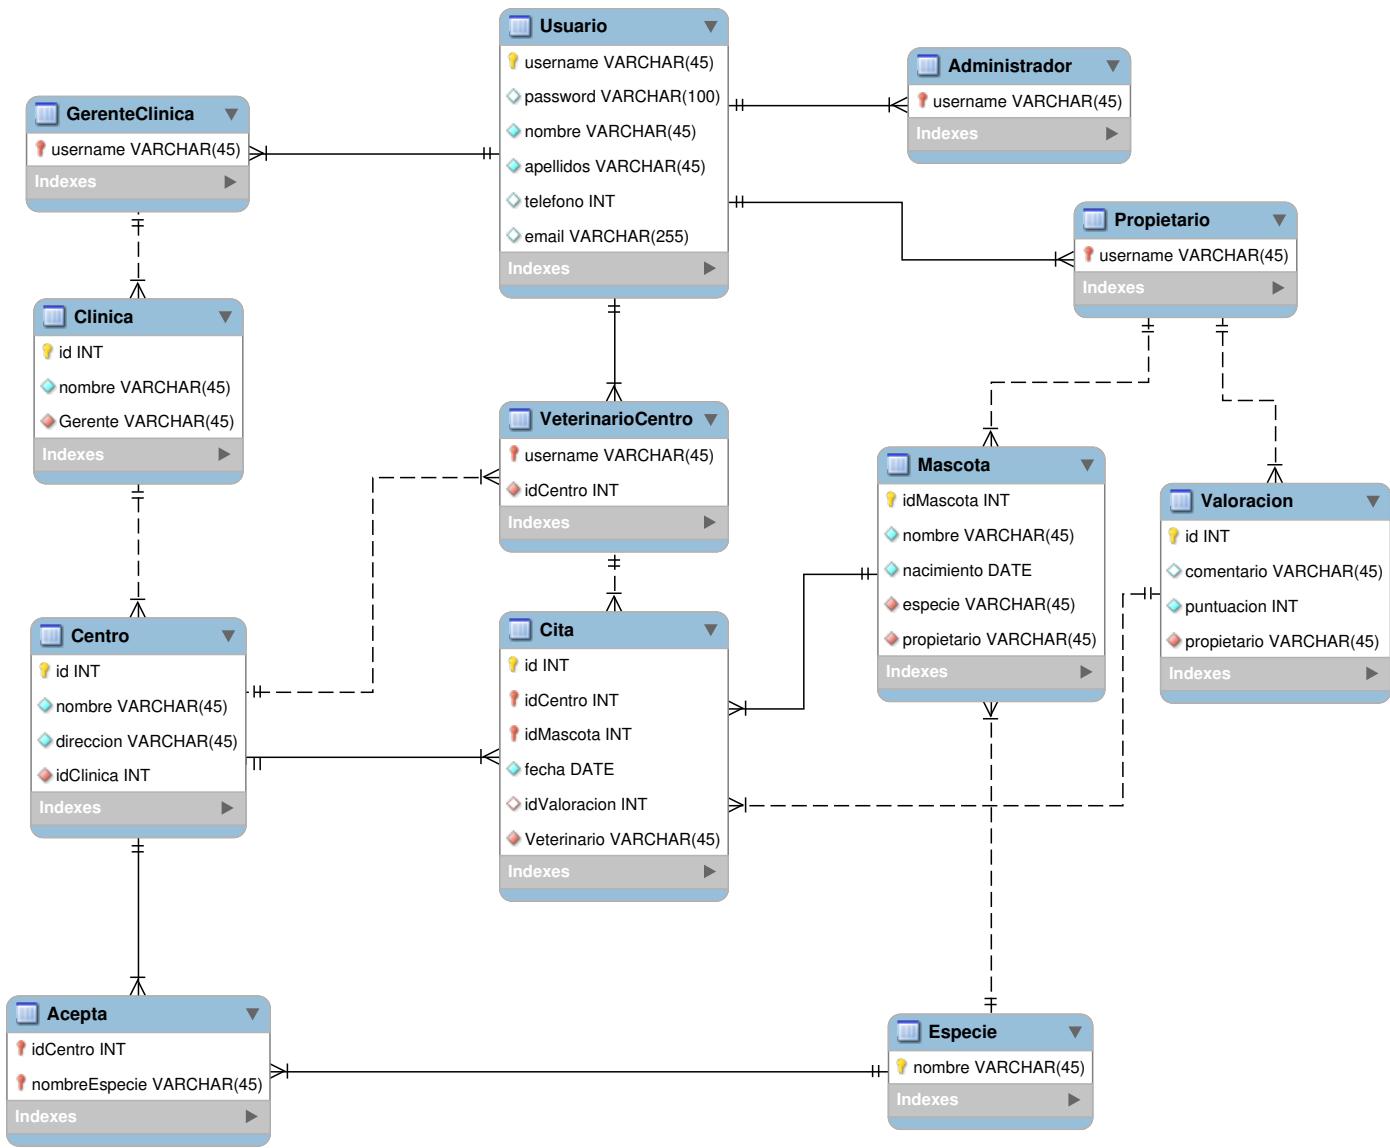 Usuario
username VARCHAR(45)
password VARCHAR(100)
nombre VARCHAR(45)
apellidos VARCHAR(45)
telefono INT
email VARCHAR(255)
Indexes
Administrador
username VARCHAR(45)
Indexes
GerenteClinica
username VARCHAR(45)
Indexes
Propietario
username VARCHAR(45)
Indexes
Clinica
id INT
nombre VARCHAR(45)
Gerente VARCHAR(45)
Indexes
VeterinarioCentro
username VARCHAR(45)
idCentro INT
Indexes
Mascota
idMascota INT
nombre VARCHAR(45)
nacimiento DATE
especie VARCHAR(45)
propietario VARCHAR(45)
Indexes
Valoracion
id INT
comentario VARCHAR(45)
puntuacion INT
propietario VARCHAR(45)
Indexes
Centro
id INT
nombre VARCHAR(45)
direccion VARCHAR(45)
idClinica INT
Indexes
Cita
id INT
idCentro INT
idMascota INT
fecha DATE
idValoracion INT
Veterinario VARCHAR(45)
Indexes
Acepta
idCentro INT
nombreEspecie VARCHAR(45)
Indexes
Especie
nombre VARCHAR(45)
Indexes